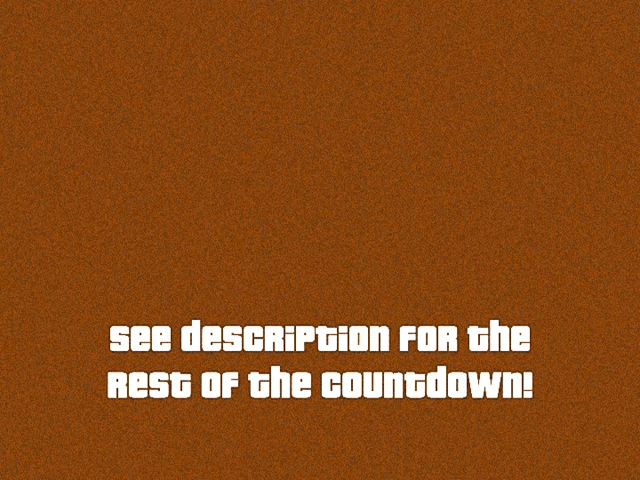 see description for the
Rest of the countdown!